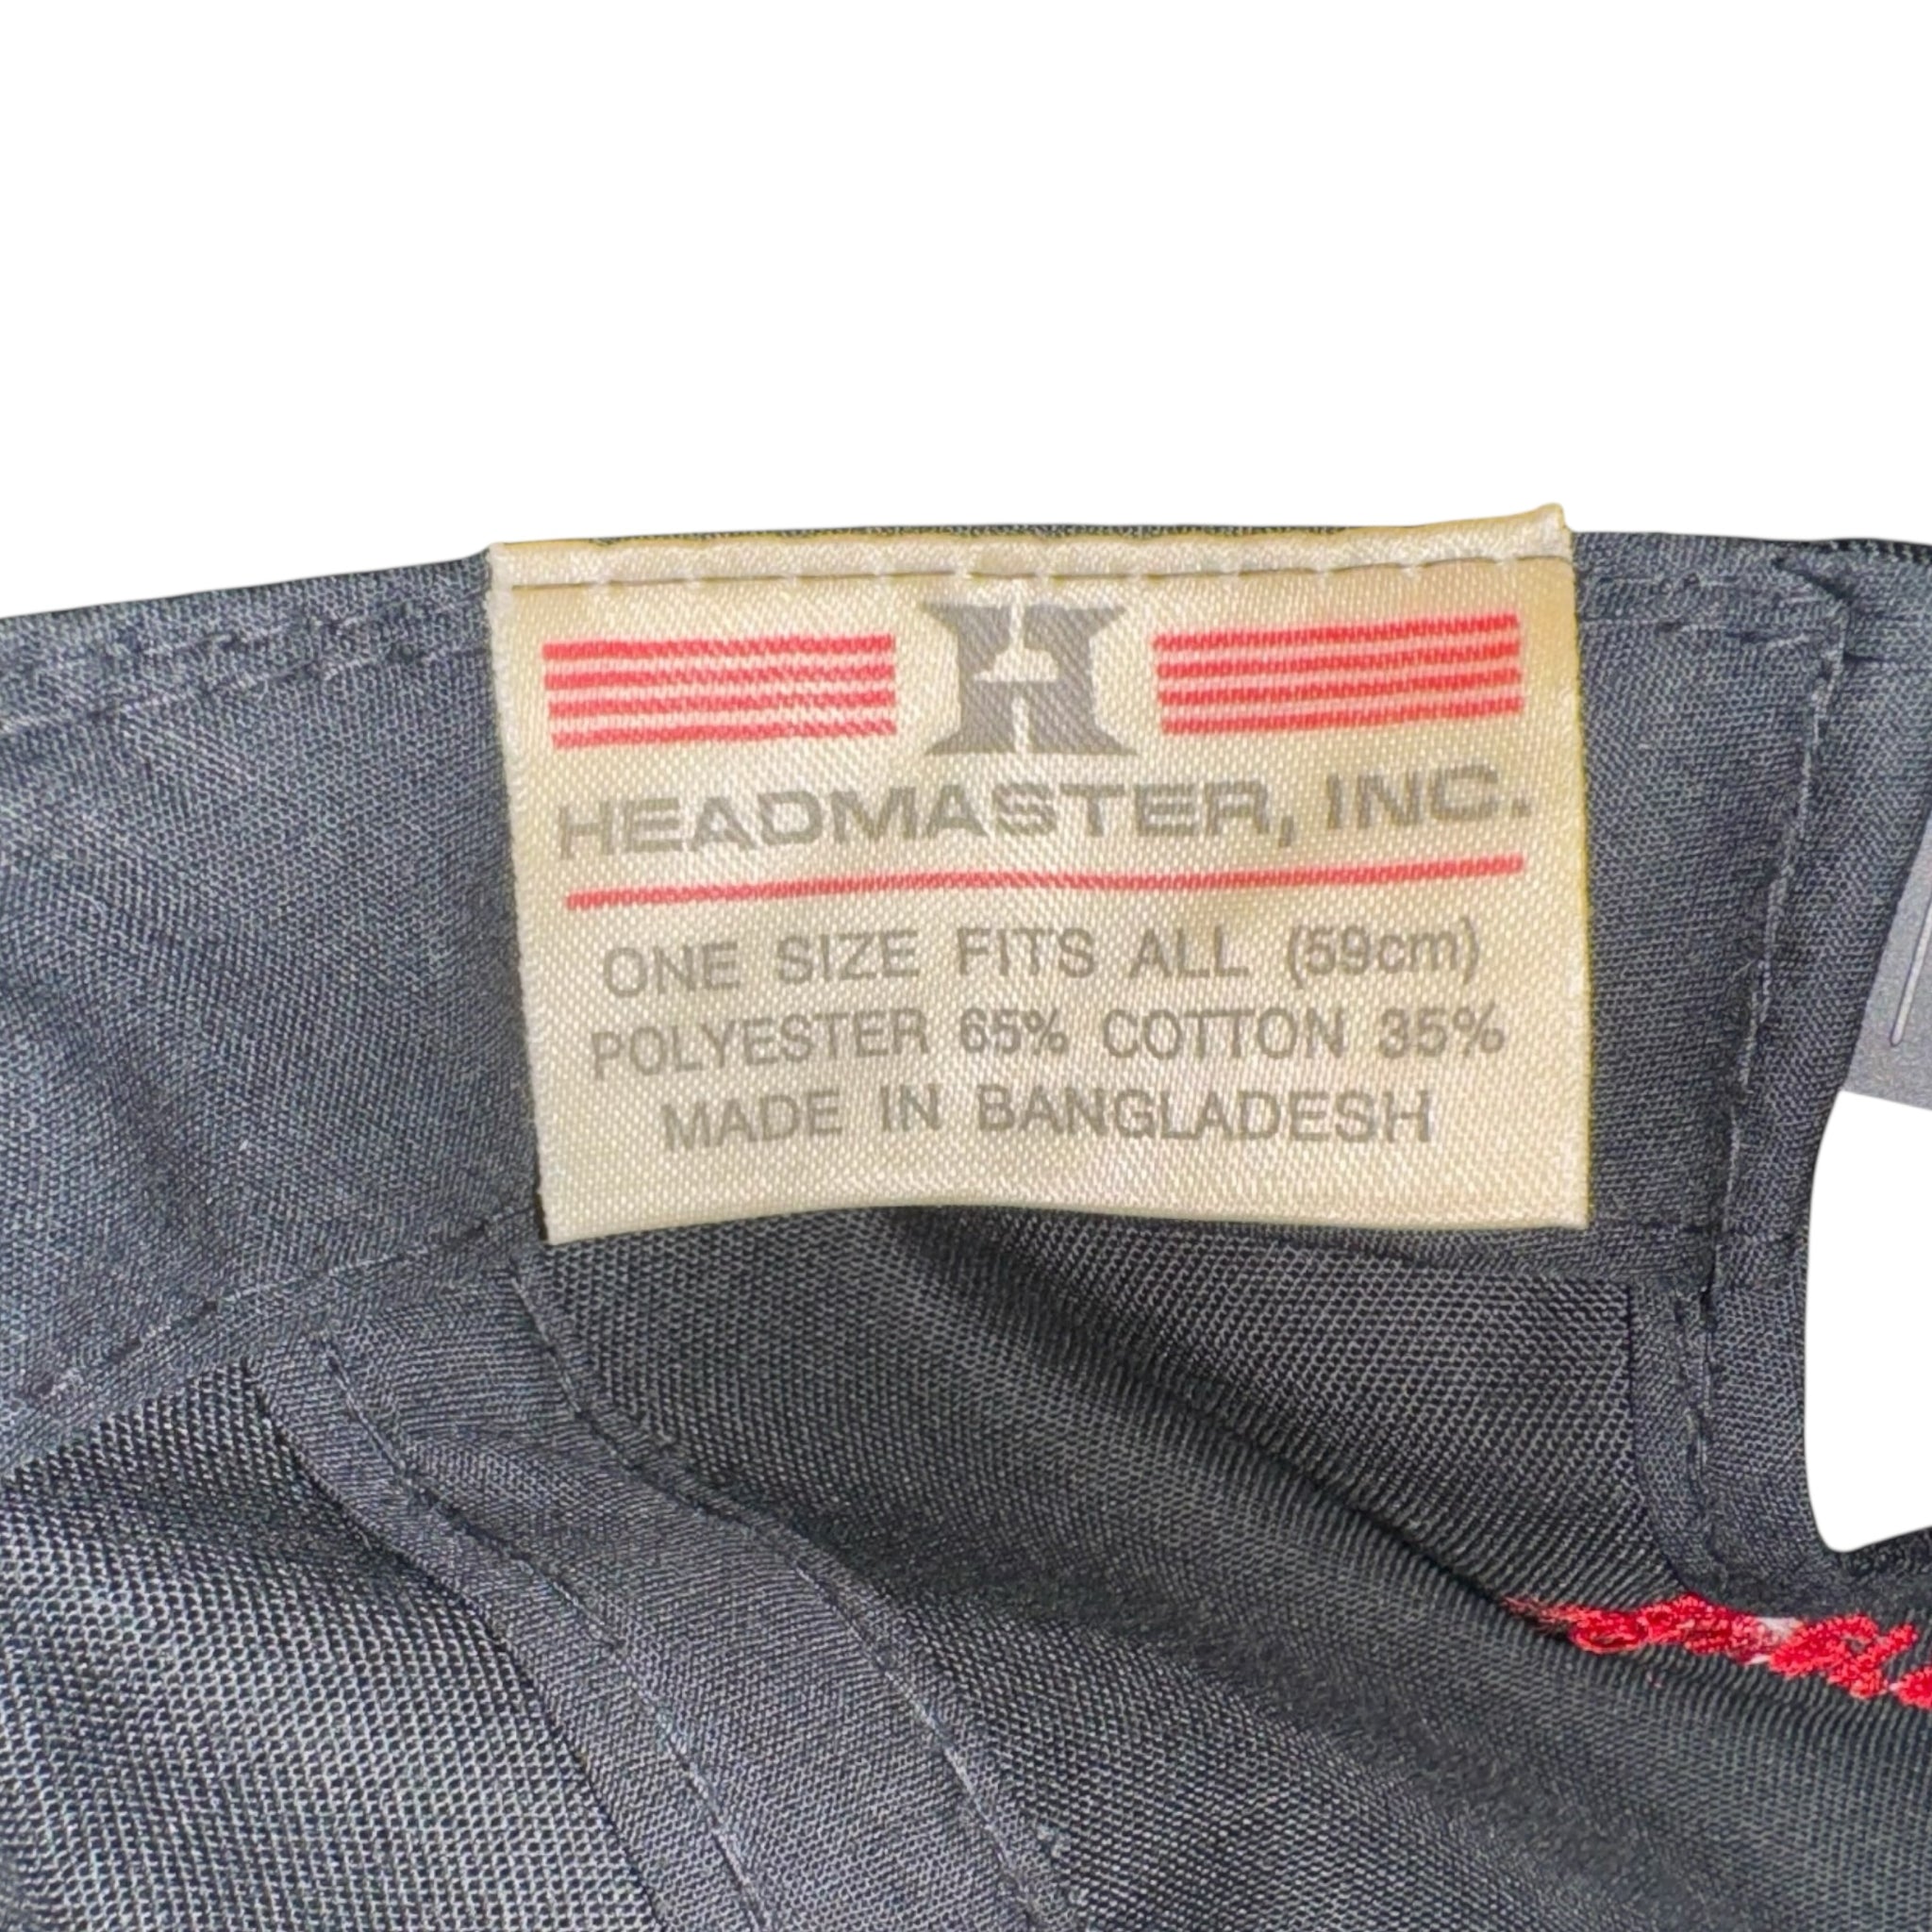 H
HEADMASTER, INC.
ONE SIZE FITS ALL (59cm)
POLYESTER 65% COTTON 35%
MADE IN BANGLADESH